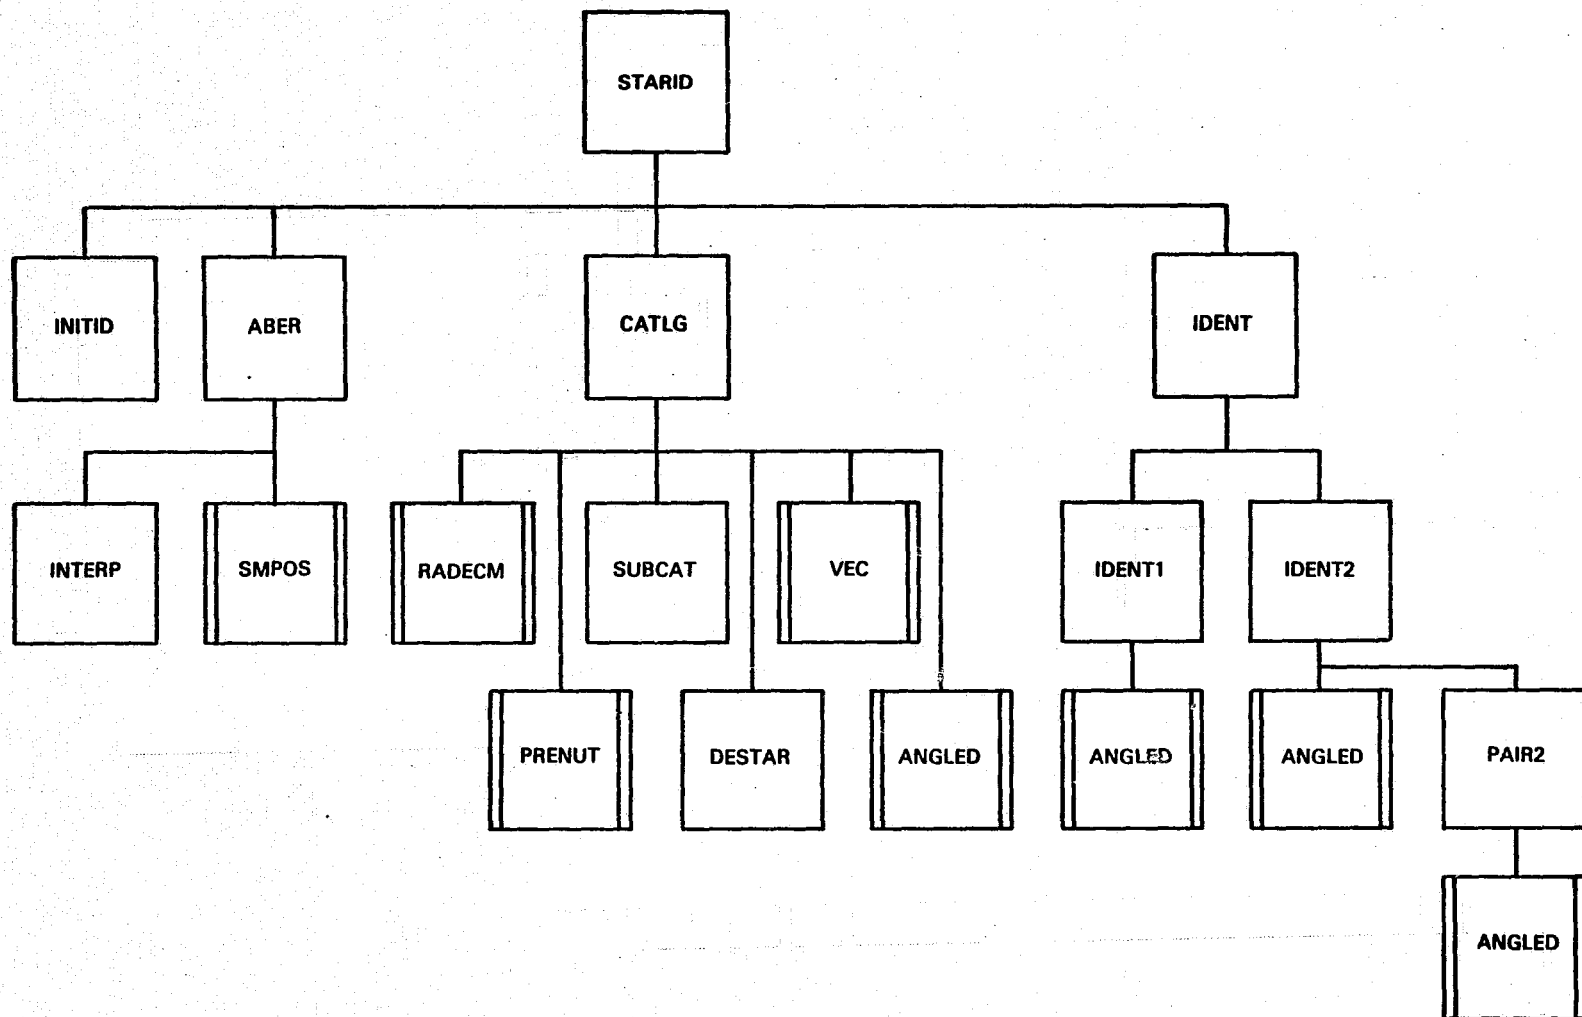 STARID
INITID
ABER
CATLG
IDENT
INTERP
SMPOS
RADECM
SUBCAT
VEC
IDENT1
IDENT2
PRENUT
DESTAR
ANGLED
ANGLED
ANGLED
PAIR2
ANGLED